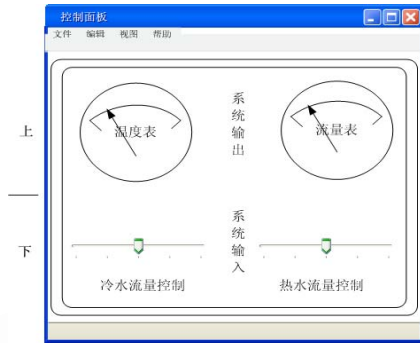 控制面板
文件 编辑 视图 帮助
上
温度表
系统输出
流量表
下
系统输入
冷水流量控制
热水流量控制